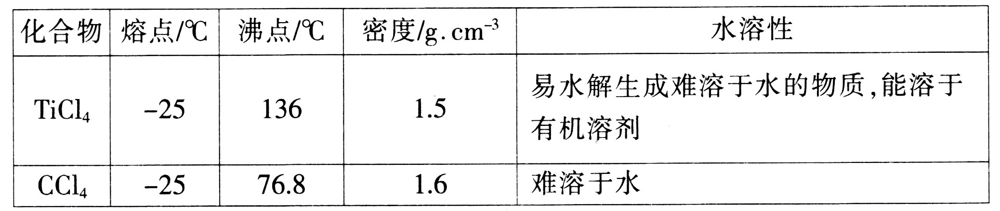 化合物 熔点/℃ 沸点/℃ 密度/g.cm⁻³ 水溶性
TiCl₄ –25 136 1.5 易水解生成难溶于水的物质,能溶于
有机溶剂
CCl₄ –25 76.8 1.6 难溶于水